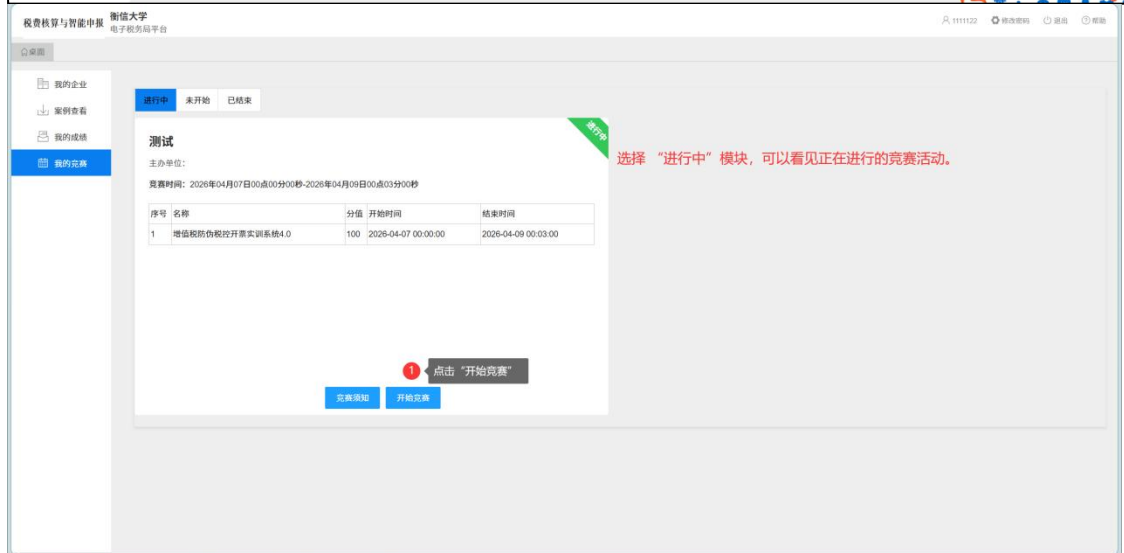 税费核算与智能申报 衡信大学
电子税务局平台
1111122 修改密码 退出 帮助
桌面
我的企业
案例查看
我的成绩
我的竞赛
进行中 未开始 已结束
进行中
测试
主办单位:
竞赛时间: 2026年04月07日00点00分00秒-2026年04月09日00点03分00秒
序号 名称 分值 开始时间 结束时间
1 增值税防伪税控开票实训系统4.0 100 2026-04-07 00:00:00 2026-04-09 00:03:00
选择 “进行中”模块，可以看见正在进行的竞赛活动。
1 点击“开始竞赛”
竞赛须知 开始竞赛